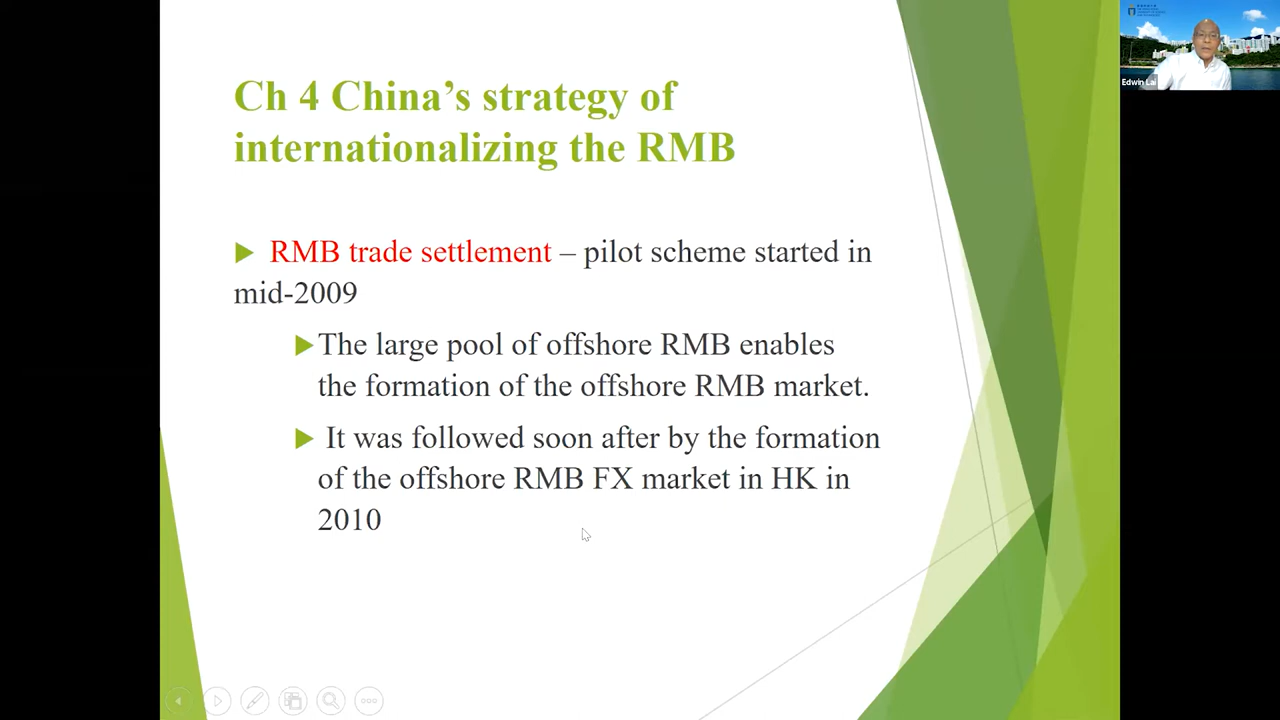 Ch 4 China's strategy of
internationalizing the RMB
RMB trade settlement – pilot scheme started in
mid-2009
The large pool of offshore RMB enables
the formation of the offshore RMB market.
It was followed soon after by the formation
of the offshore RMB FX market in HK in
2010
Edwin Lai